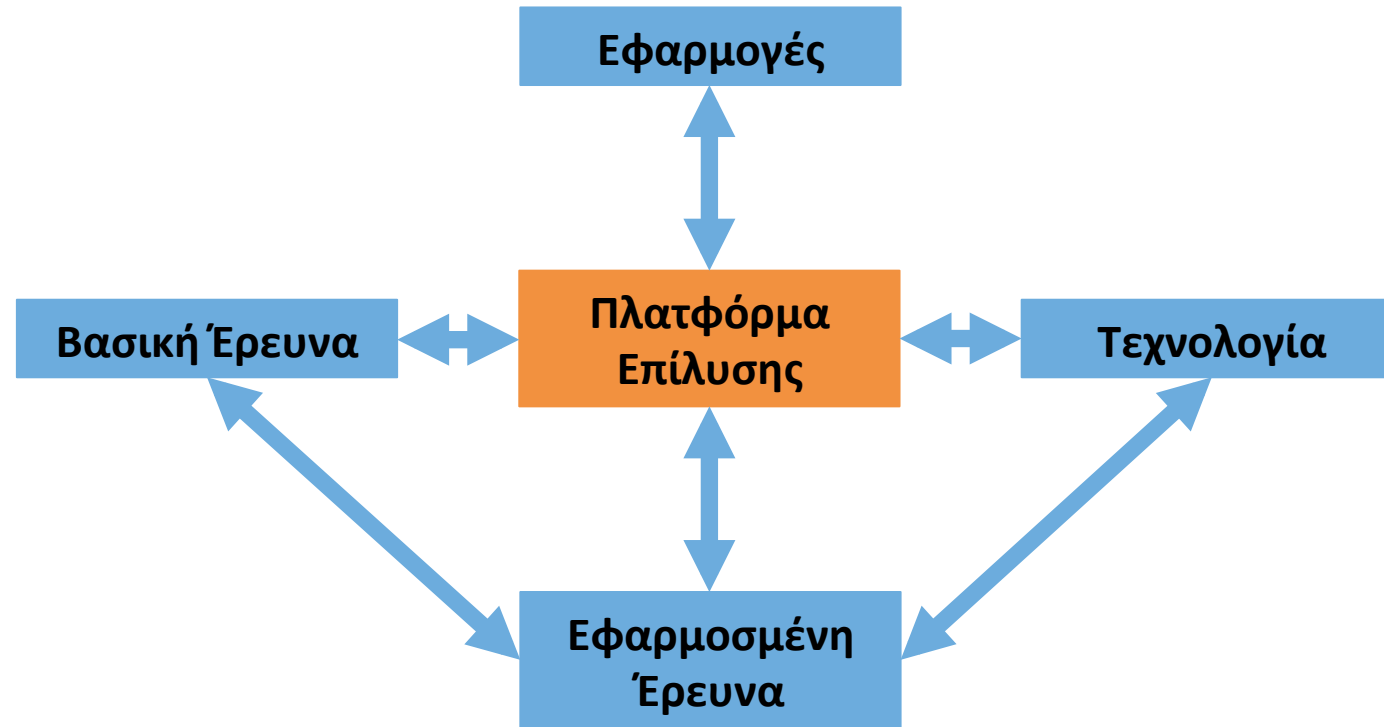 Εφαρμογές
Πλατφόρμα
Επίλυσης
Βασική Έρευνα
Τεχνολογία
Εφαρμοσμένη
Έρευνα